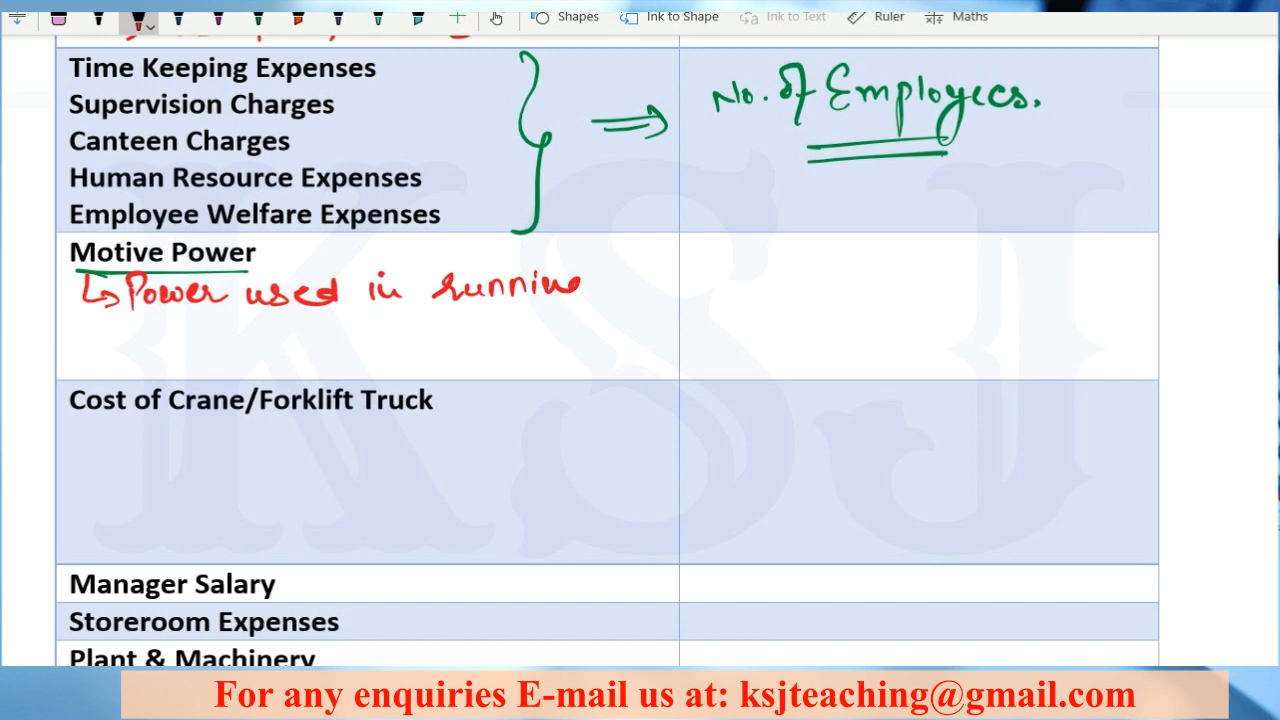 Shapes
Ink to Shape
Ink to Text
Ruler
Maths
Time Keeping Expenses
Supervision Charges
Canteen Charges
Human Resource Expenses
Employee Welfare Expenses
No. of Employees.
Motive Power
Power used in
Cost of Crane/Forklift Truck
Manager Salary
Storeroom Expenses
Plant & Machinery
KSJ
For any enquiries E-mail us at: ksjteaching@gmail.com